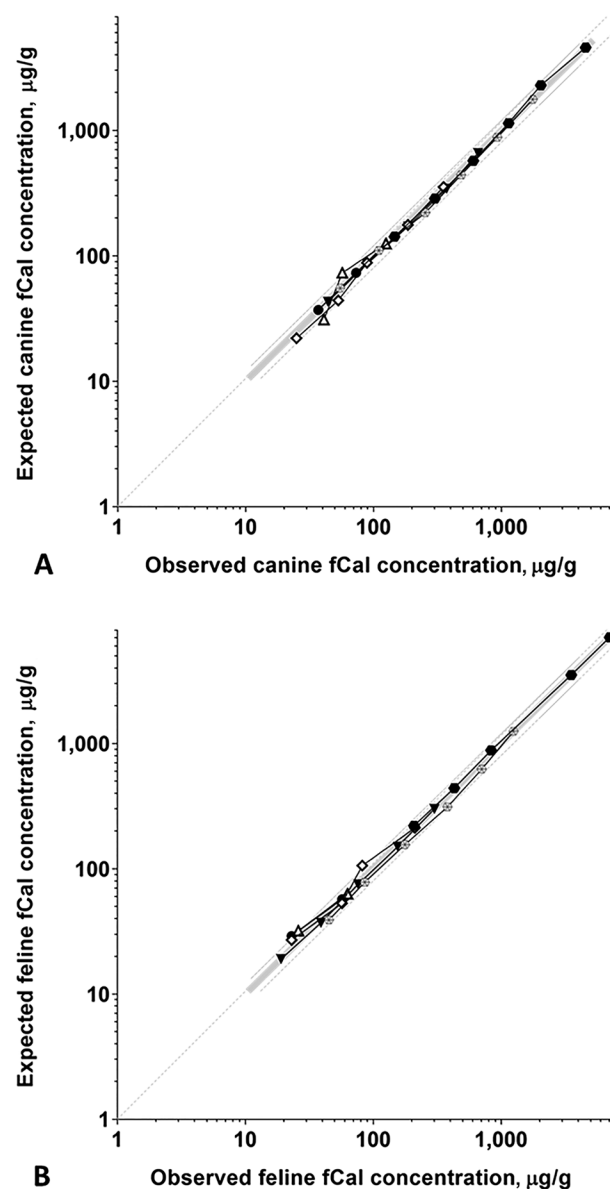 Expected canine fCal concentration, µg/g
1,000
100
10
1
1
10
100
1,000
A
Observed canine fCal concentration, µg/g
Expected feline fCal concentration, µg/g
1,000
100
10
1
1
10
100
1,000
B
Observed feline fCal concentration, µg/g